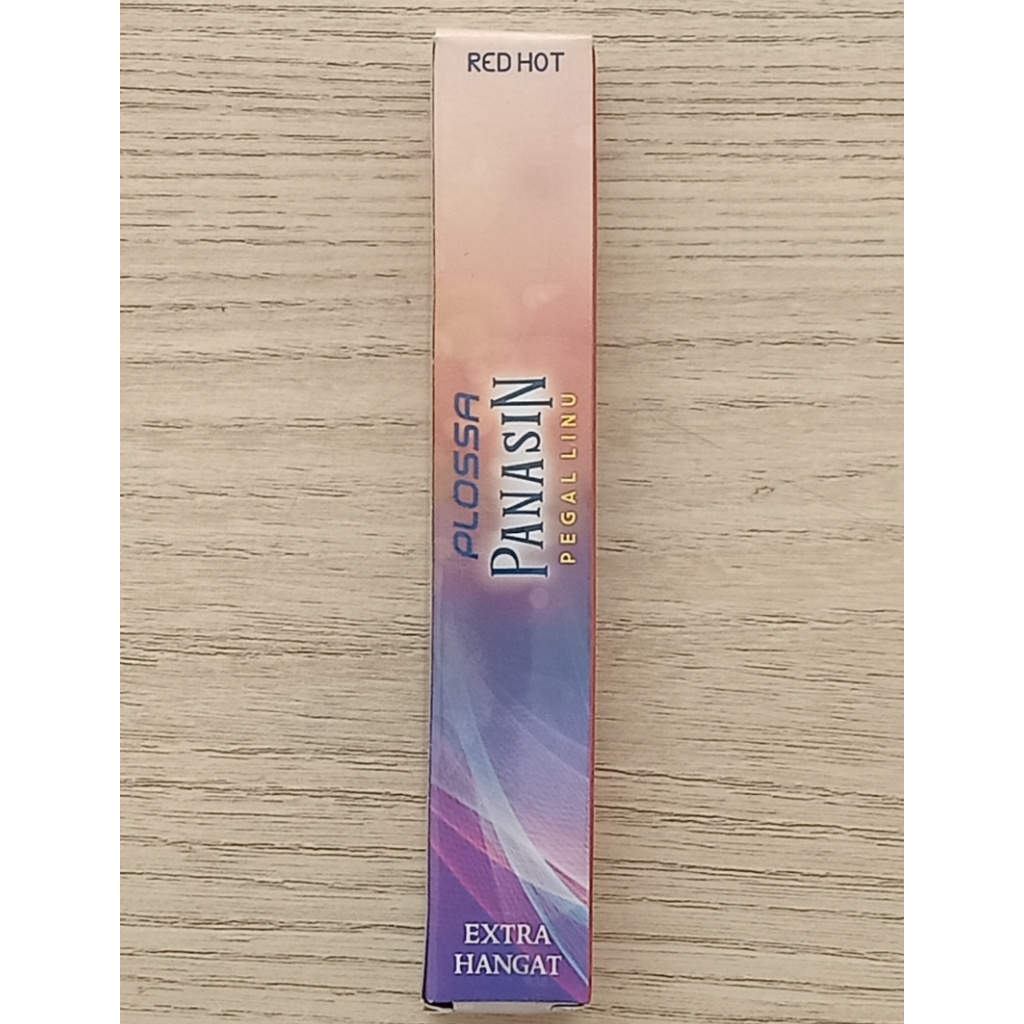 RED HOT
PLOSSA
PANASIN
PEGAL LINU
EXTRA
HANGAT